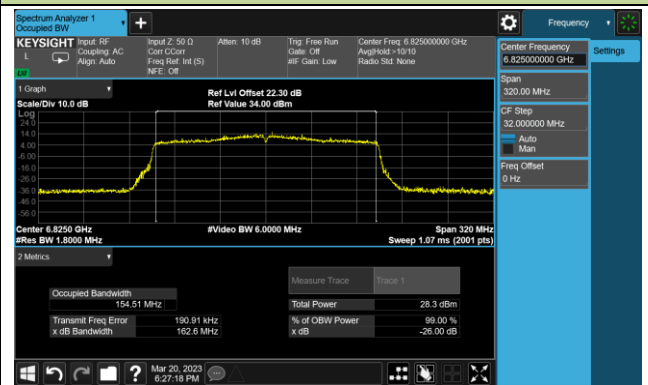 Spectrum Analyzer 1
Occupied BW
Frequency
KEYSIGHT
L
LXI
Input: RF
Coupling: AC
Align: Auto
Input Z: 50 Ω
Corr CCorr
Freq Ref: Int (S)
NFE: Off
Atten: 10 dB
Trig: Free Run
Gate: Off
#IF Gain: Low
Center Freq: 6.825000000 GHz
Avg|Hold:>10/10
Radio Std: None
Center Frequency
6.825000000 GHz
Settings
Span
320.00 MHz
CF Step
32.000000 MHz
Auto
Man
Freq Offset
0 Hz
1 Graph
Scale/Div 10.0 dB
Ref Lvl Offset 22.30 dB
Ref Value 34.00 dBm
Log
24.0
14.0
4.00
-6.00
-16.0
-26.0
-36.0
-46.0
-56.0
Center 6.8250 GHz
#Res BW 1.8000 MHz
#Video BW 6.0000 MHz
Span 320 MHz
Sweep 1.07 ms (2001 pts)
2 Metrics
Measure Trace
Trace 1
Occupied Bandwidth
154.51 MHz
Total Power
28.3 dBm
Transmit Freq Error
190.91 kHz
% of OBW Power
99.00 %
x dB Bandwidth
162.6 MHz
x dB
-26.00 dB
Mar 20, 2023
6:27:18 PM